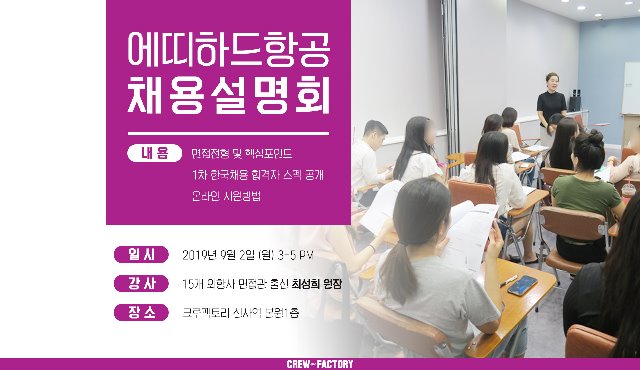 에띠하드항공
채용설명회
내 용
면접전형 및 핵심포인트
1차 한국채용 합격자 스펙 공개
온라인 지원방법
일 시
2019년 9월 2일 (월) 3-5 PM
강 사
15개 외항사 면접관 출신 최성희 원장
장 소
크루팩토리 신사역 본원1층
CREW-FACTORY